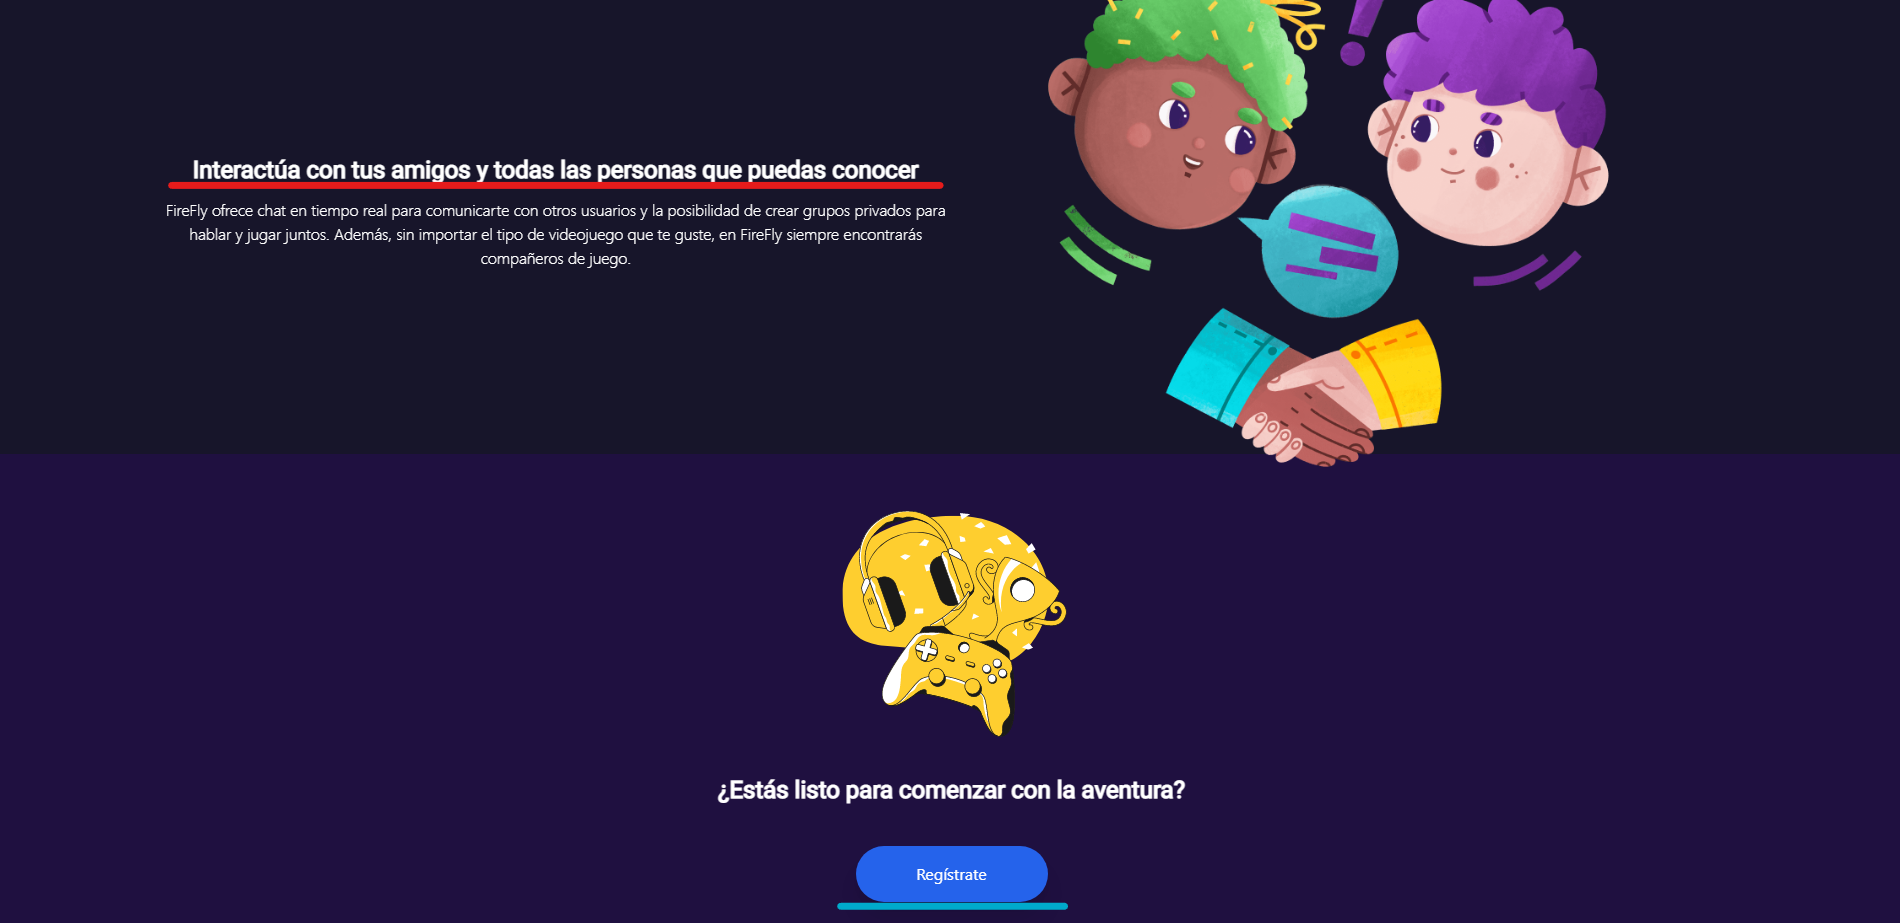 Interactúa con tus amigos y todas las personas que puedas conocer
FireFly ofrece chat en tiempo real para comunicarte con otros usuarios y la posibilidad de crear grupos privados para
hablar y jugar juntos. Además, sin importar el tipo de videojuego que te guste, en FireFly siempre encontrarás
compañeros de juego.
¿Estás listo para comenzar con la aventura?
Regístrate